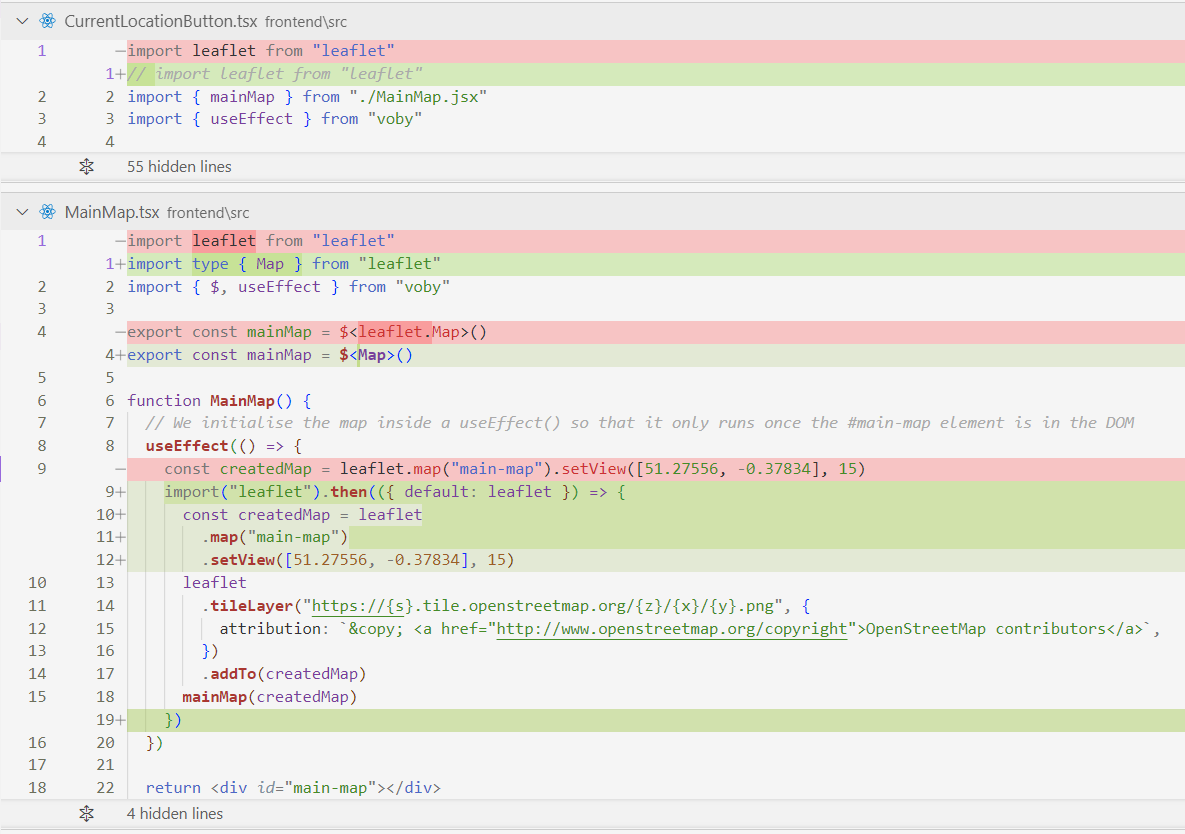 CurrentLocationButton.tsx frontend\src
1 −import leaflet from "leaflet"
1+// import leaflet from "leaflet"
2 2 import { mainMap } from "./MainMap.jsx"
3 3 import { useEffect } from "voby"
4 4
55 hidden lines
MainMap.tsx frontend\src
1 −import leaflet from "leaflet"
1+import type { Map } from "leaflet"
2 2 import { $, useEffect } from "voby"
3 3
4 −export const mainMap = $<leaflet.Map>()
4+export const mainMap = $<Map>()
5 5
6 6 function MainMap() {
7 7 // We initialise the map inside a useEffect() so that it only runs once the #main-map element is in the DOM
8 8 useEffect(() => {
9 − const createdMap = leaflet.map("main-map").setView([51.27556, -0.37834], 15)
9+ import("leaflet").then(({ default: leaflet }) => {
10+ const createdMap = leaflet
11+ .map("main-map")
12+ .setView([51.27556, -0.37834], 15)
10 13 leaflet
11 14 .tileLayer("https://{s}.tile.openstreetmap.org/{z}/{x}/{y}.png", {
12 15 attribution: `&copy; <a href="http://www.openstreetmap.org/copyright">OpenStreetMap contributors</a>`,
13 16 })
14 17 .addTo(createdMap)
15 18 mainMap(createdMap)
19+ })
16 20 })
17 21
18 22 return <div id="main-map"></div>
4 hidden lines